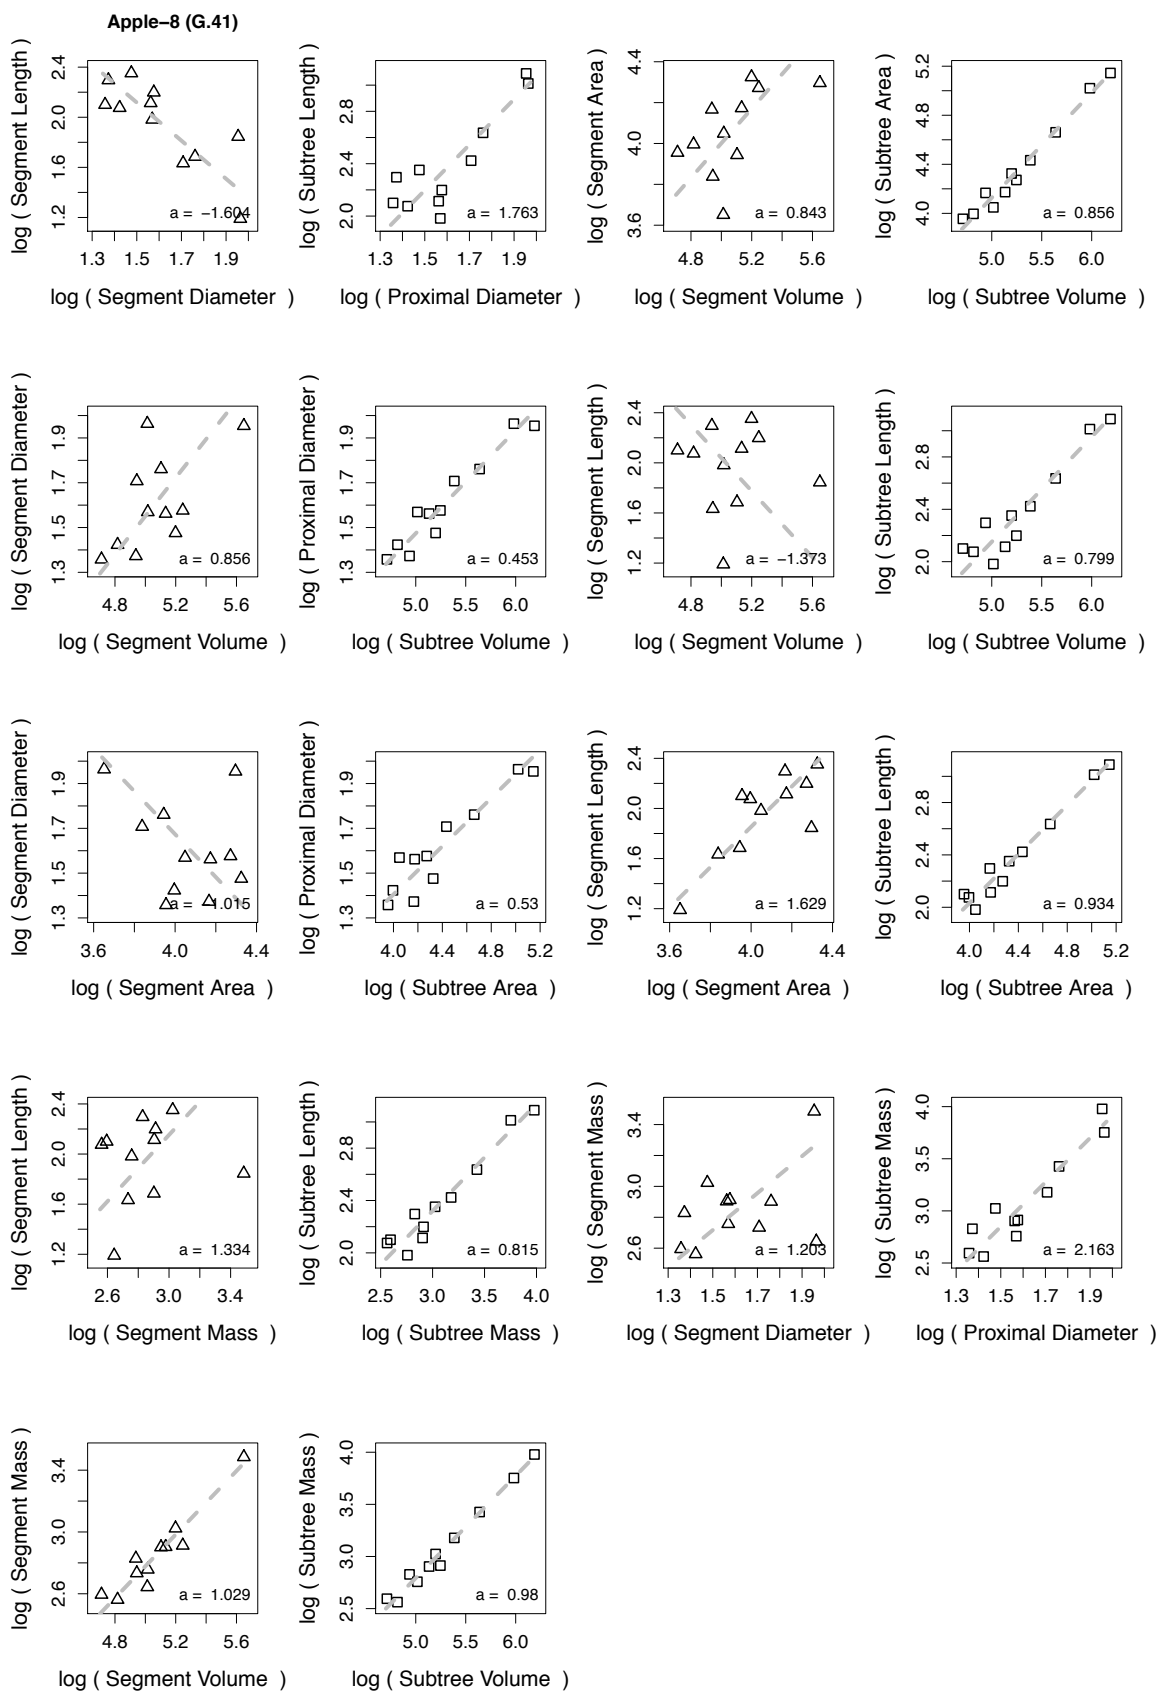 Apple−8 (G.41)
log ( Segment Length )
1.2 1.6 2.0 2.4
a = −1.604
1.3 1.5 1.7 1.9
log ( Segment Diameter )
log ( Subtree Length )
2.0 2.4 2.8
a = 1.763
1.3 1.5 1.7 1.9
log ( Proximal Diameter )
log ( Segment Area )
3.6 4.0 4.4
a = 0.843
4.8 5.2 5.6
log ( Segment Volume )
log ( Subtree Area )
4.0 4.4 4.8 5.2
a = 0.856
5.0 5.5 6.0
log ( Subtree Volume )
log ( Segment Diameter )
1.3 1.5 1.7 1.9
a = 0.856
4.8 5.2 5.6
log ( Segment Volume )
log ( Proximal Diameter )
1.3 1.5 1.7 1.9
a = 0.453
5.0 5.5 6.0
log ( Subtree Volume )
log ( Segment Length )
1.2 1.6 2.0 2.4
a = −1.373
4.8 5.2 5.6
log ( Segment Volume )
log ( Subtree Length )
2.0 2.4 2.8
a = 0.799
5.0 5.5 6.0
log ( Subtree Volume )
log ( Segment Diameter )
1.3 1.5 1.7 1.9
a = −1.015
3.6 4.0 4.4
log ( Segment Area )
log ( Proximal Diameter )
1.3 1.5 1.7 1.9
a = 0.53
4.0 4.4 4.8 5.2
log ( Subtree Area )
log ( Segment Length )
1.2 1.6 2.0 2.4
a = 1.629
3.6 4.0 4.4
log ( Segment Area )
log ( Subtree Length )
2.0 2.4 2.8
a = 0.934
4.0 4.4 4.8 5.2
log ( Subtree Area )
log ( Segment Length )
1.2 1.6 2.0 2.4
a = 1.334
2.6 3.0 3.4
log ( Segment Mass )
log ( Subtree Length )
2.0 2.4 2.8
a = 0.815
2.5 3.0 3.5 4.0
log ( Subtree Mass )
log ( Segment Mass )
2.6 3.0 3.4
a = 1.203
1.3 1.5 1.7 1.9
log ( Segment Diameter )
log ( Subtree Mass )
2.5 3.0 3.5 4.0
a = 2.163
1.3 1.5 1.7 1.9
log ( Proximal Diameter )
log ( Segment Mass )
2.6 3.0 3.4
a = 1.029
4.8 5.2 5.6
log ( Segment Volume )
log ( Subtree Mass )
2.5 3.0 3.5 4.0
a = 0.98
5.0 5.5 6.0
log ( Subtree Volume )